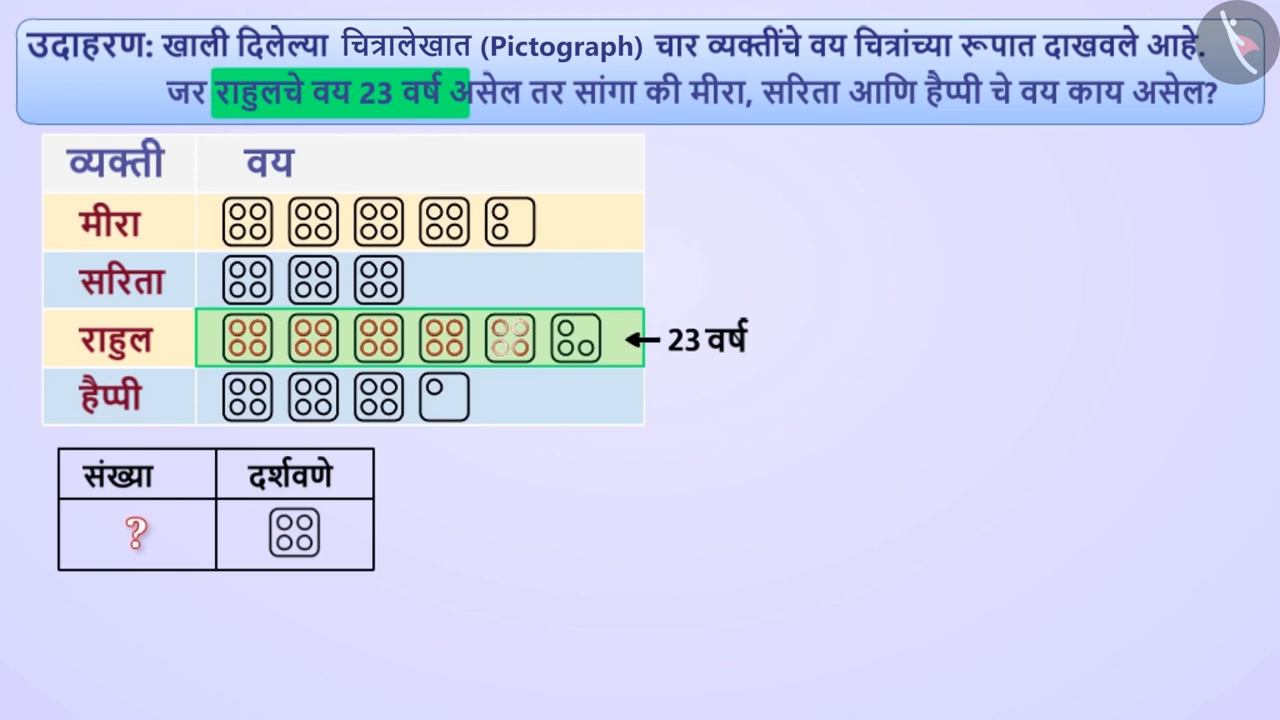 उदाहरण: खाली दिलेल्या चित्रालेखात (Pictograph) चार व्यक्तींचे वय चित्रांच्या रूपात दाखवले आहे.
जर राहुलचे वय 23 वर्ष असेल तर सांगा की मीरा, सरिता आणि हैप्पी चे वय काय असेल?
व्यक्ती वय
मीरा
सरिता
राहुल 23 वर्ष
हैप्पी
संख्या दर्शवणे
?